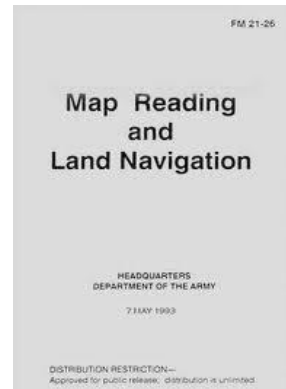 FM 21-26
Map Reading
and
Land Navigation
HEADQUARTERS
DEPARTMENT OF THE ARMY
7 MAY 1993
DISTRIBUTION RESTRICTION—
Approved for public release; distribution is unlimited.